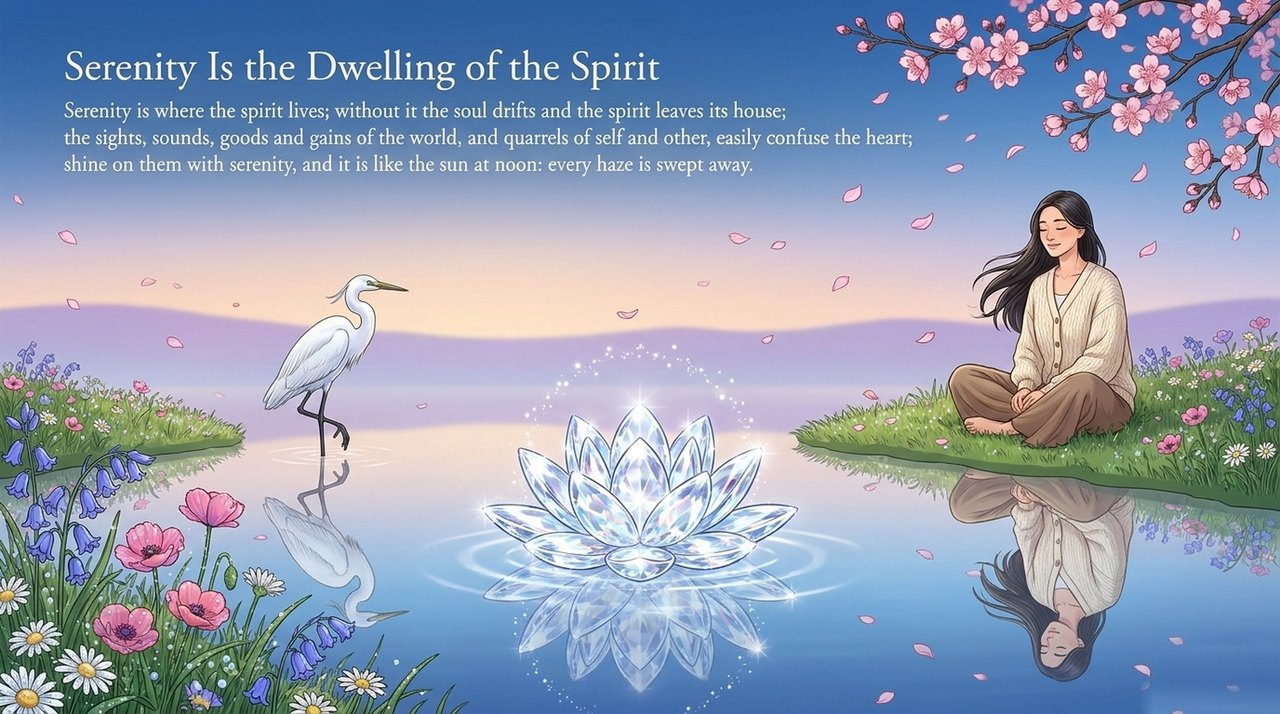 Serenity Is the Dwelling of the Spirit
Serenity is where the spirit lives; without it the soul drifts and the spirit leaves its house;
the sights, sounds, goods and gains of the world, and quarrels of self and other, easily confuse the heart;
shine on them with serenity, and it is like the sun at noon: every haze is swept away.